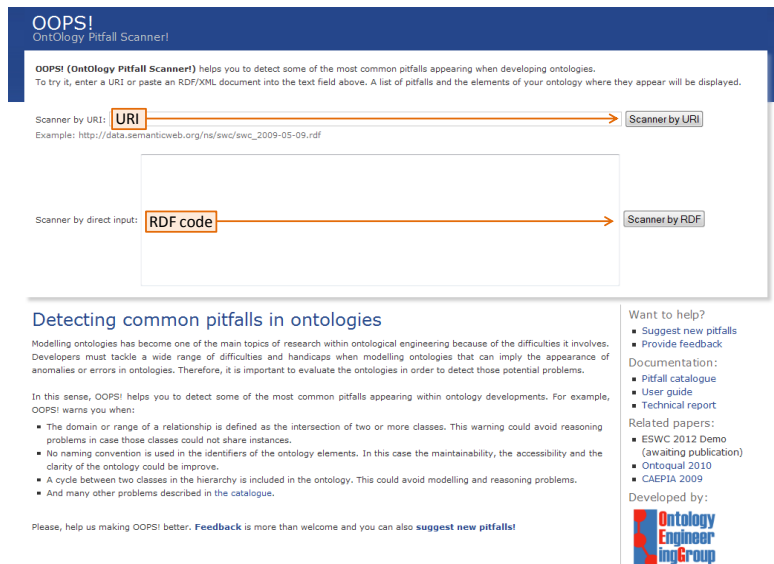 OOPS!
OntOlogy Pitfall Scanner!
OOPS! (OntOlogy Pitfall Scanner!) helps you to detect some of the most common pitfalls appearing when developing ontologies.
To try it, enter a URI or paste an RDF/XML document into the text field above. A list of pitfalls and the elements of your ontology where they appear will be displayed.
Scanner by URI: URI Scanner by URI
Example: http://data.semanticweb.org/ns/swc/swc_2009-05-09.rdf
Scanner by direct input: RDF code Scanner by RDF
Detecting common pitfalls in ontologies
Modelling ontologies has become one of the main topics of research within ontological engineering because of the difficulties it involves.
Developers must tackle a wide range of difficulties and handicaps when modelling ontologies that can imply the appearance of
anomalies or errors in ontologies. Therefore, it is important to evaluate the ontologies in order to detect those potential problems.
In this sense, OOPS! helps you to detect some of the most common pitfalls appearing within ontology developments. For example,
OOPS! warns you when:
The domain or range of a relationship is defined as the intersection of two or more classes. This warning could avoid reasoning
problems in case those classes could not share instances.
No naming convention is used in the identifiers of the ontology elements. In this case the maintainability, the accessibility and the
clarity of the ontology could be improve.
A cycle between two classes in the hierarchy is included in the ontology. This could avoid modelling and reasoning problems.
And many other problems described in the catalogue.
Please, help us making OOPS! better. Feedback is more than welcome and you can also suggest new pitfalls!
Want to help?
Suggest new pitfalls
Provide feedback
Documentation:
Pitfall catalogue
User guide
Technical report
Related papers:
ESWC 2012 Demo
(awaiting publication)
Ontoqual 2010
CAEPIA 2009
Developed by:
Ontology
Engineer
ingGroup